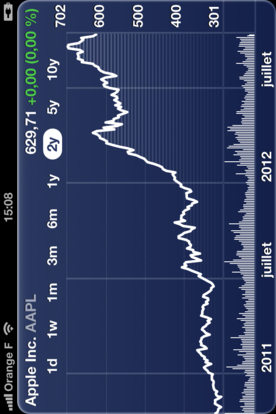 Orange F 15:08
Apple Inc. AAPL 629,71 +0,00 (0,00 %)
1d 1w 1m 3m 6m 1y 2y 5y 10y
702
600
500
400
301
2011 juillet 2012 juillet